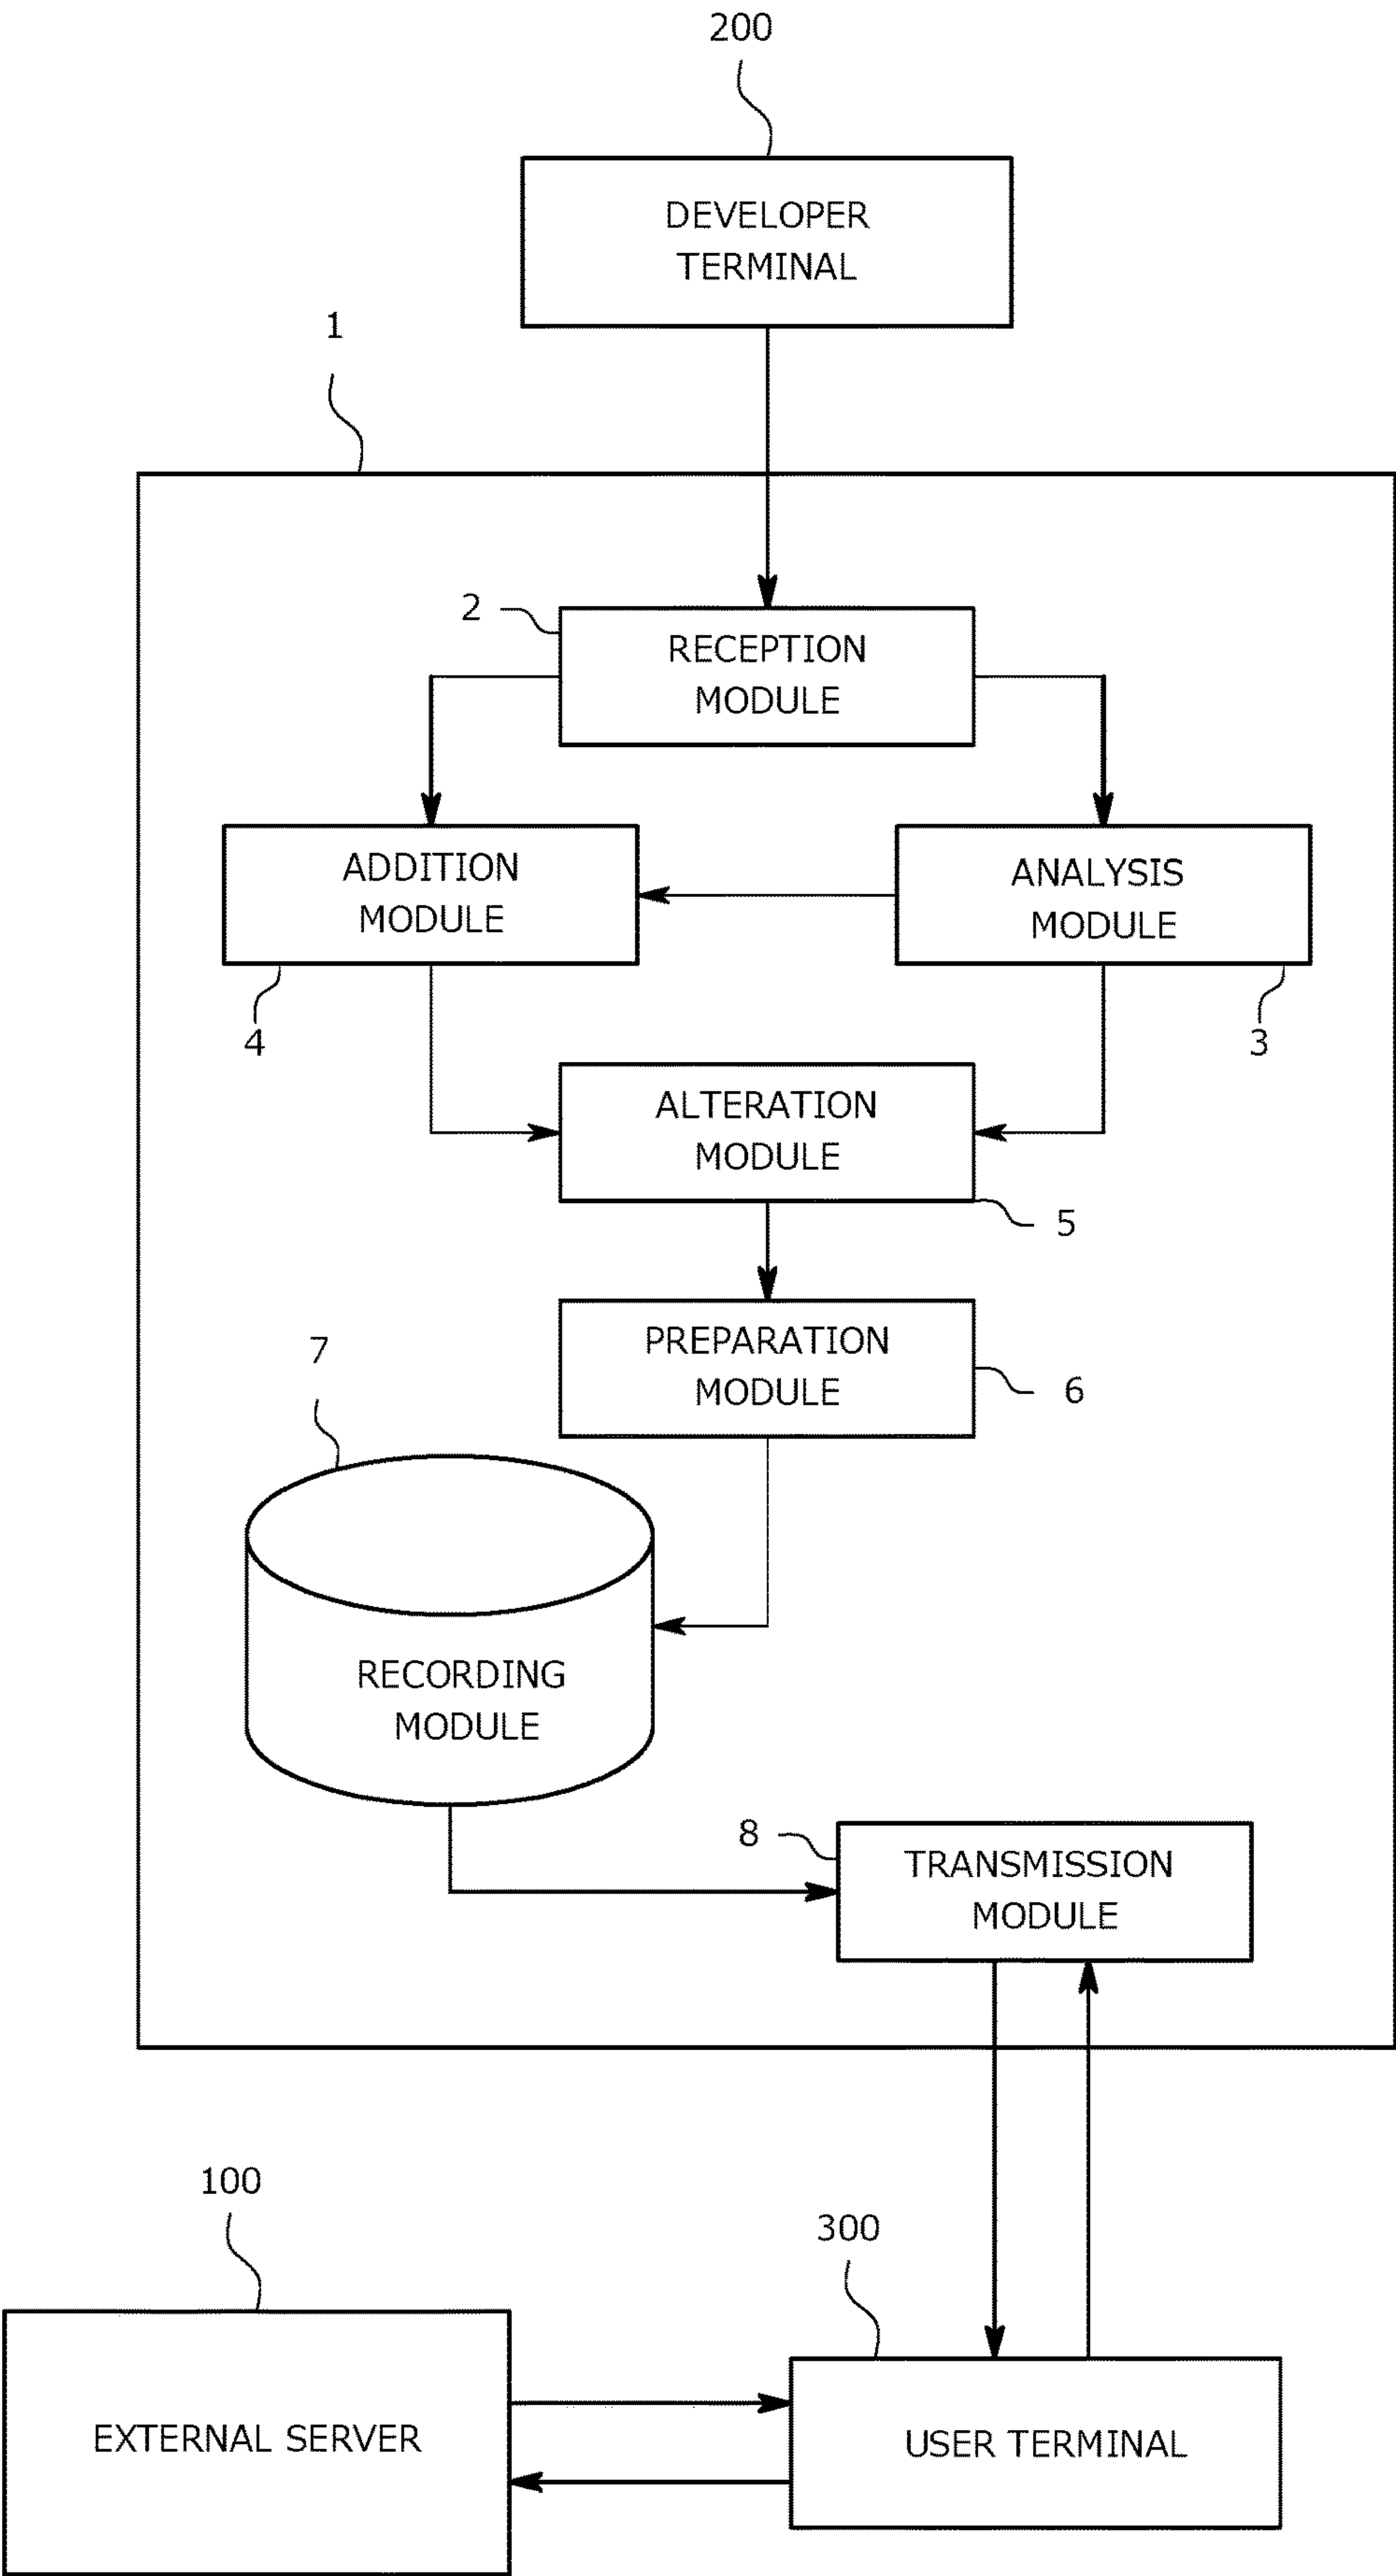 200
DEVELOPER
TERMINAL
1
2
RECEPTION
MODULE
ADDITION
MODULE
ANALYSIS
MODULE
4
3
ALTERATION
MODULE
5
PREPARATION
MODULE
6
7
RECORDING
MODULE
8
TRANSMISSION
MODULE
100
300
EXTERNAL SERVER
USER TERMINAL